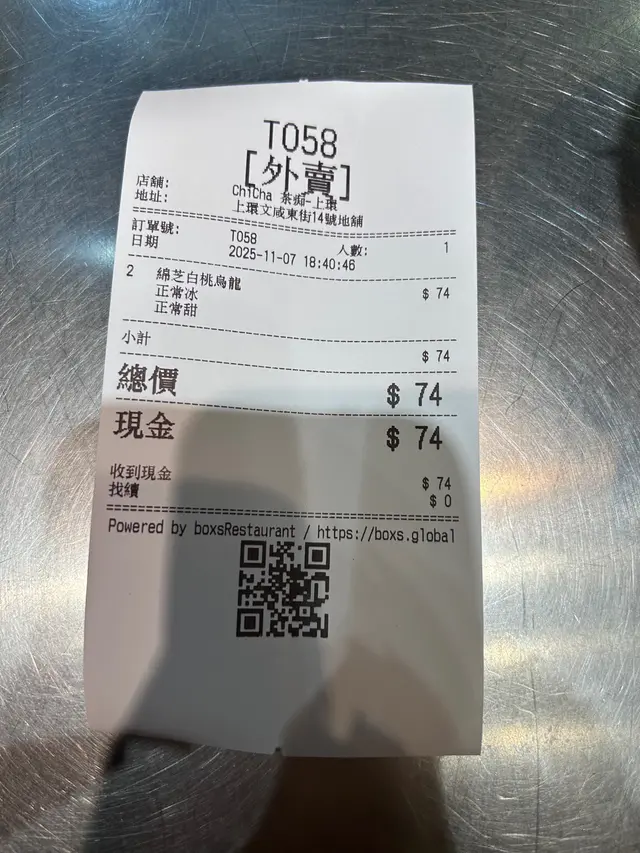 T058
[外賣]
店舖: ChiCha 茶痴-上環
地址: 上環文咸東街14號地舖
訂單號: T058 人數: 1
日期 2025-11-07 18:40:46
2 綿芝白桃烏龍 $ 74
正常冰
正常甜
小計 $ 74
總價 $ 74
現金 $ 74
收到現金 $ 74
找續 $ 0
Powered by boxsRestaurant / https://boxs.global